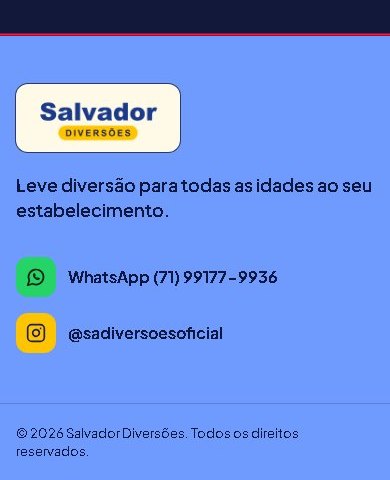 Salvador
DIVERSÕES
Leve diversão para todas as idades ao seu
estabelecimento.
WhatsApp (71) 99177-9936
@sadiversoesoficial
© 2026 Salvador Diversões. Todos os direitos
reservados.